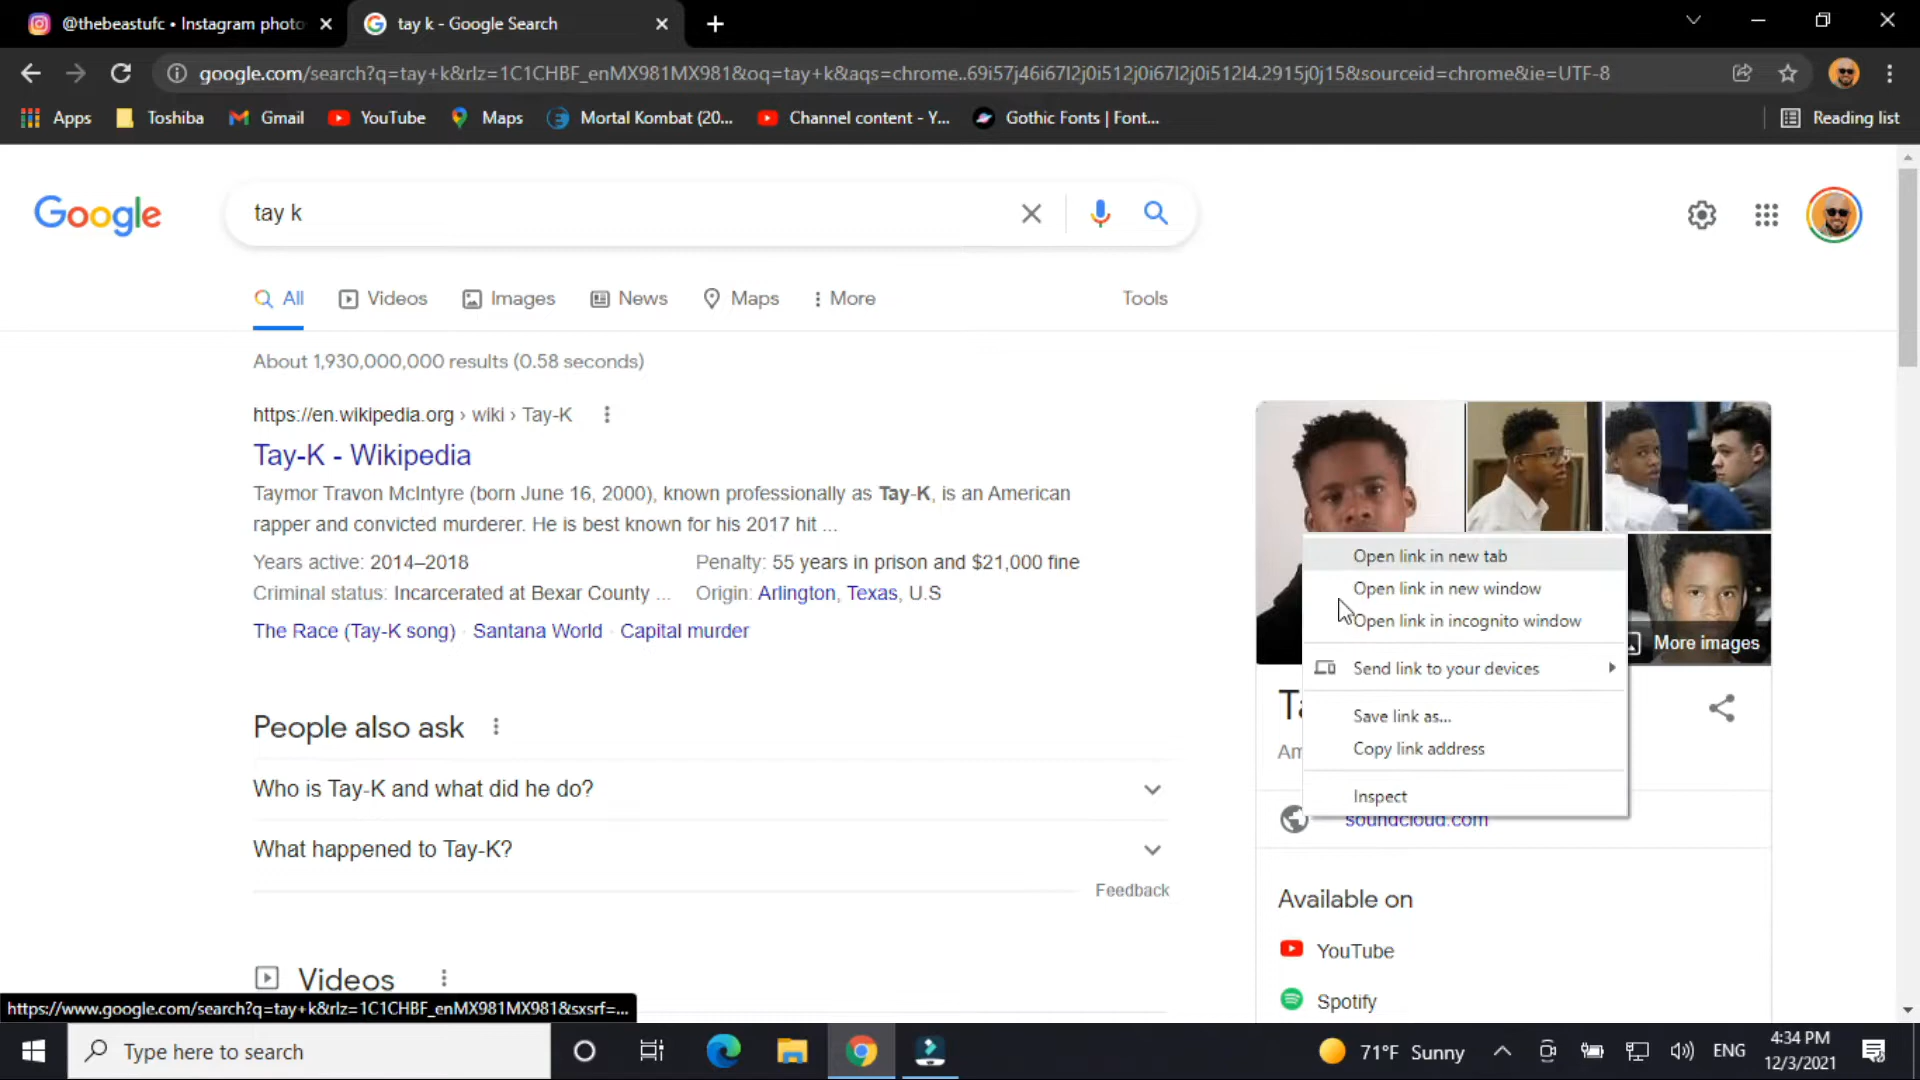 @thebeastufc • Instagram photo
tay k - Google Search
google.com/search?q=tay+k&rlz=1C1CHBF_enMX981MX981&oq=tay+k&aqs=chrome..69i57j46i67l2j0i512j0i67l2j0i512l4.2915j0j15&sourceid=chrome&ie=UTF-8
Apps Toshiba Gmail YouTube Maps Mortal Kombat (20... Channel content - Y... Gothic Fonts | Font... Reading list
Google
tay k
All Videos Images News Maps More Tools
About 1,930,000,000 results (0.58 seconds)
https://en.wikipedia.org › wiki › Tay-K
Tay-K - Wikipedia
Taymor Travon McIntyre (born June 16, 2000), known professionally as Tay-K, is an American
rapper and convicted murderer. He is best known for his 2017 hit ...
Years active: 2014–2018 Penalty: 55 years in prison and $21,000 fine
Criminal status: Incarcerated at Bexar County ... Origin: Arlington, Texas, U.S
The Race (Tay-K song) · Santana World · Capital murder
People also ask
Who is Tay-K and what did he do?
What happened to Tay-K?
Feedback
Videos
Open link in new tab
Open link in new window
Open link in incognito window
Send link to your devices
Save link as...
Copy link address
Inspect
More images
soundcloud.com
Available on
YouTube
Spotify
https://www.google.com/search?q=tay+k&rlz=1C1CHBF_enMX981MX981&sxsrf=...
Type here to search
71°F Sunny
ENG
4:34 PM
12/3/2021